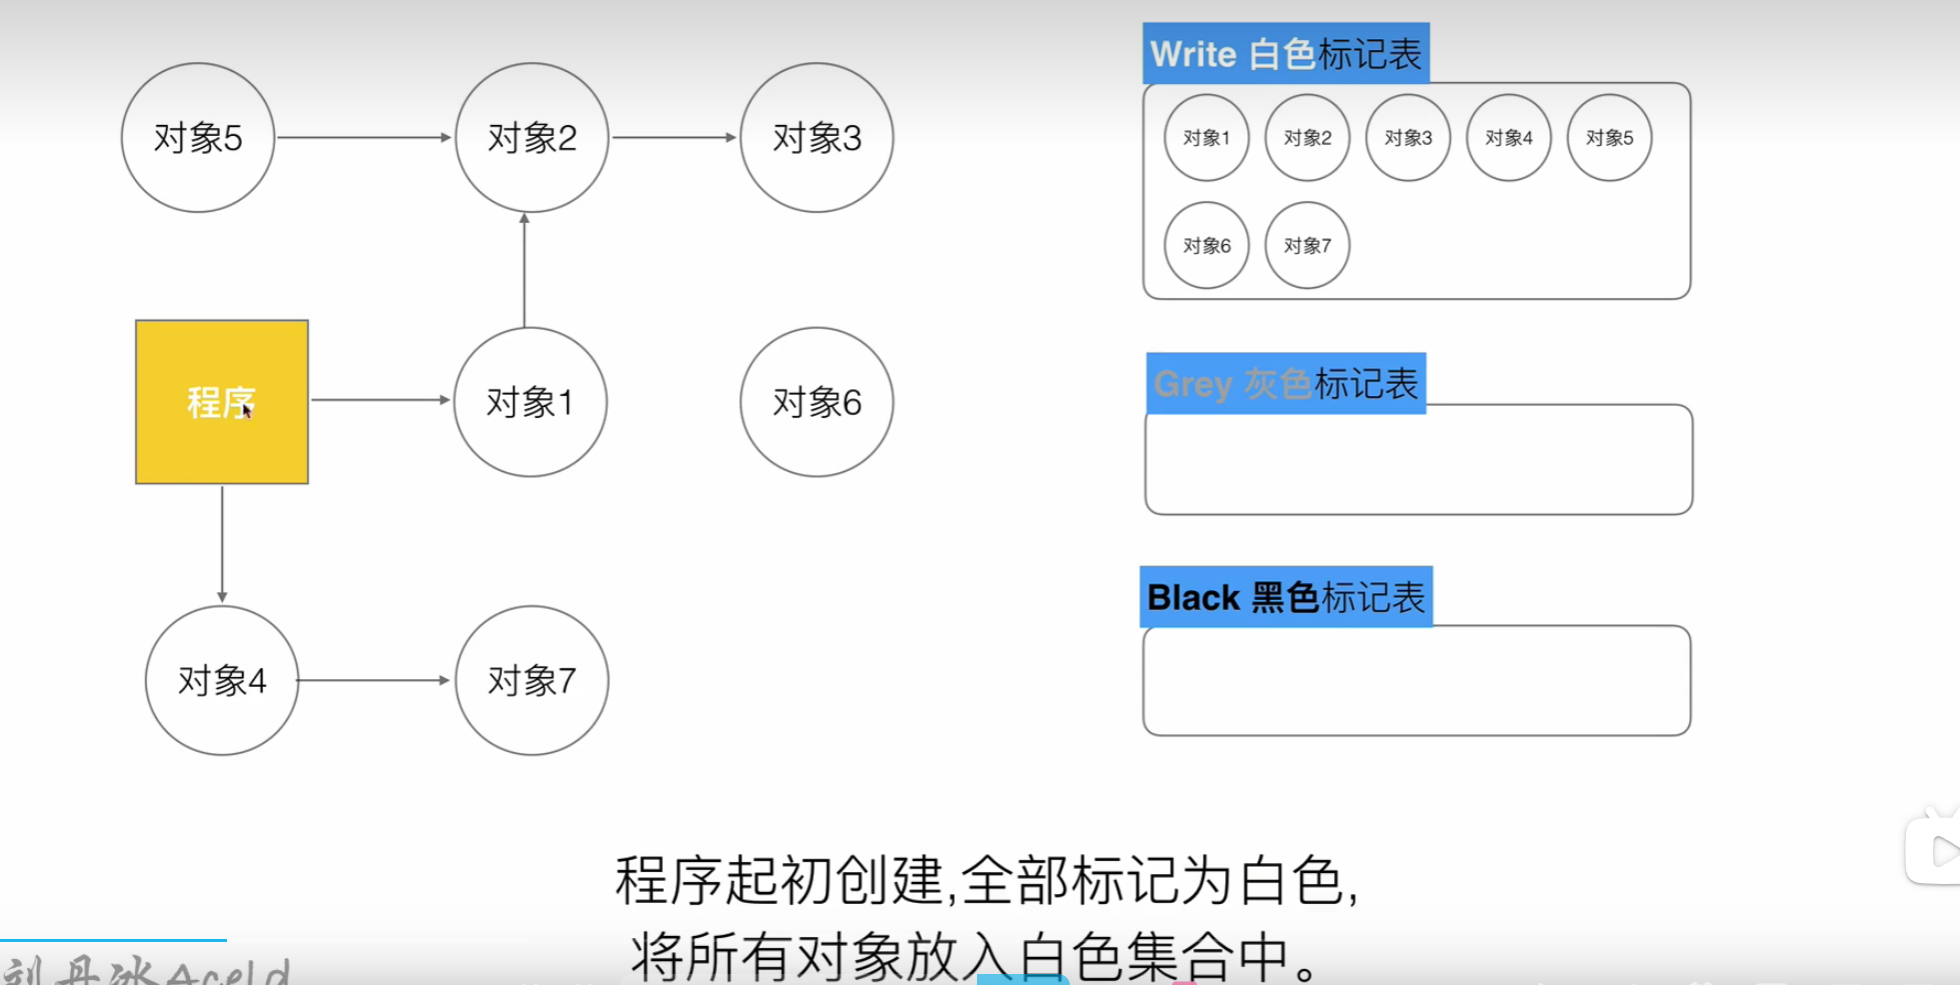 对象5
对象2
对象3
程序
对象1
对象6
对象4
对象7
Write 白色标记表
对象1 对象2 对象3 对象4 对象5
对象6 对象7
Grey 灰色标记表
Black 黑色标记表
程序起初创建,全部标记为白色,
将所有对象放入白色集合中。
刘丹冰Aceld